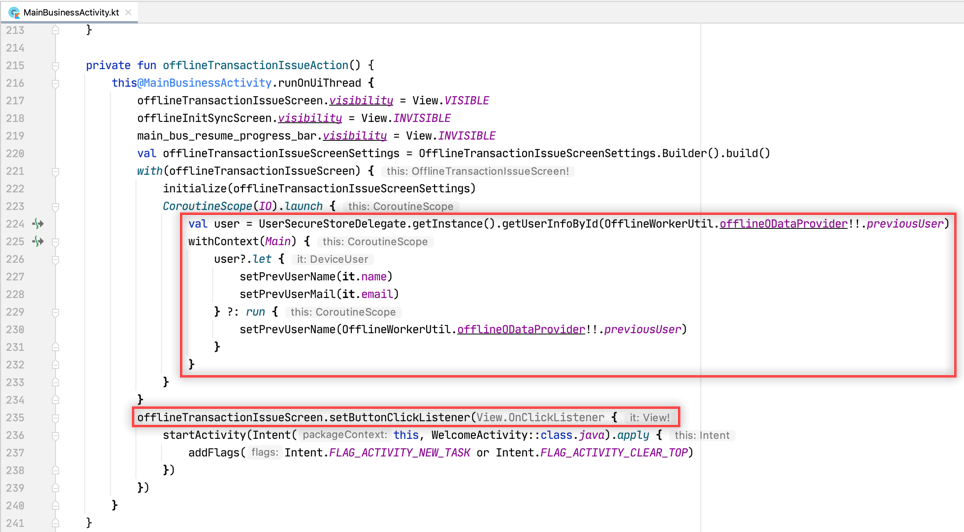 MainBusinessActivity.kt
213 }
214
215 private fun offlineTransactionIssueAction() {
216 this@MainBusinessActivity.runOnUiThread {
217 offlineTransactionIssueScreen.visibility = View.VISIBLE
218 offlineInitSyncScreen.visibility = View.INVISIBLE
219 main_bus_resume_progress_bar.visibility = View.INVISIBLE
220 val offlineTransactionIssueScreenSettings = OfflineTransactionIssueScreenSettings.Builder().build()
221 with(offlineTransactionIssueScreen) { this: OfflineTransactionIssueScreen!
222 initialize(offlineTransactionIssueScreenSettings)
223 CoroutineScope(IO).launch { this: CoroutineScope
224 val user = UserSecureStoreDelegate.getInstance().getUserInfoById(OfflineWorkerUtil.offlineODataProvider!!.previousUser)
225 withContext(Main) { this: CoroutineScope
226 user?.let { it: DeviceUser
227 setPrevUserName(it.name)
228 setPrevUserMail(it.email)
229 } ?: run { this: CoroutineScope
230 setPrevUserName(OfflineWorkerUtil.offlineODataProvider!!.previousUser)
231 }
232 }
233 }
234 }
235 offlineTransactionIssueScreen.setButtonClickListener(View.OnClickListener { it: View!
236 startActivity(Intent( packageContext: this, WelcomeActivity::class.java).apply { this: Intent
237 addFlags( flags: Intent.FLAG_ACTIVITY_NEW_TASK or Intent.FLAG_ACTIVITY_CLEAR_TOP)
238 })
239 })
240 }
241 }